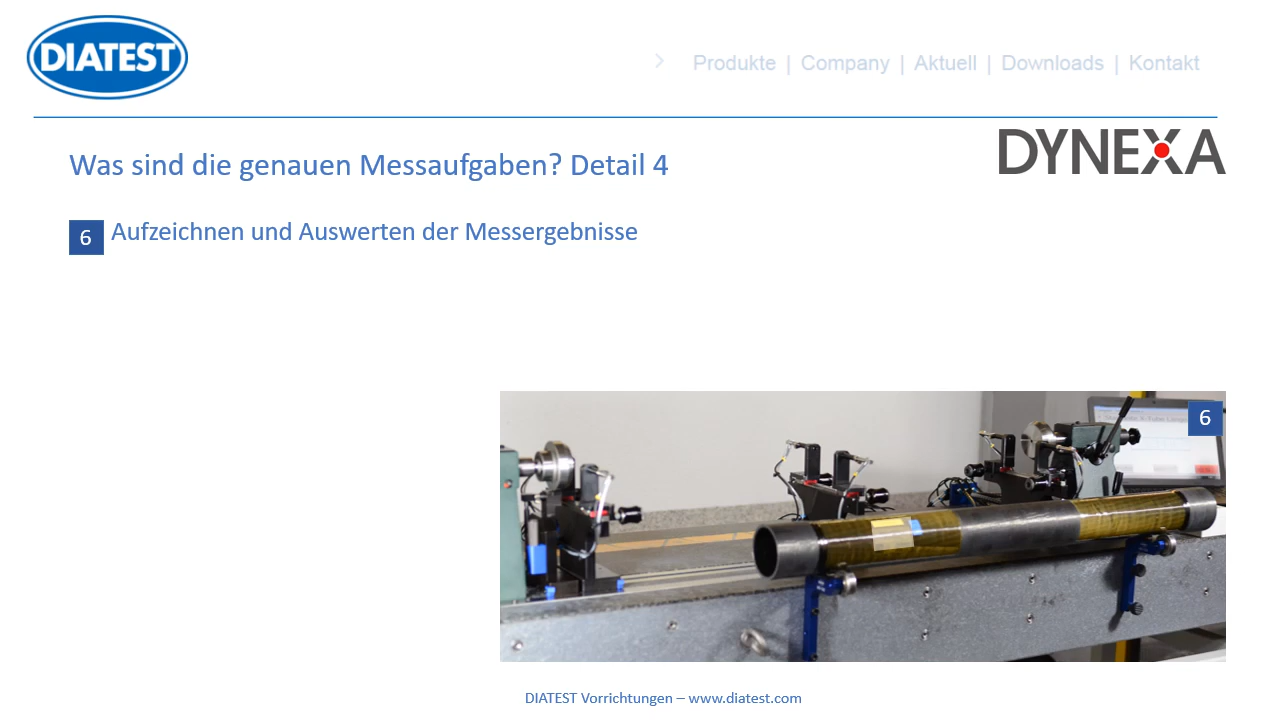 DIATEST
Produkte | Company | Aktuell | Downloads | Kontakt
DYNEXA
Was sind die genauen Messaufgaben? Detail 4
6 Aufzeichnen und Auswerten der Messergebnisse
6
DIATEST Vorrichtungen – www.diatest.com